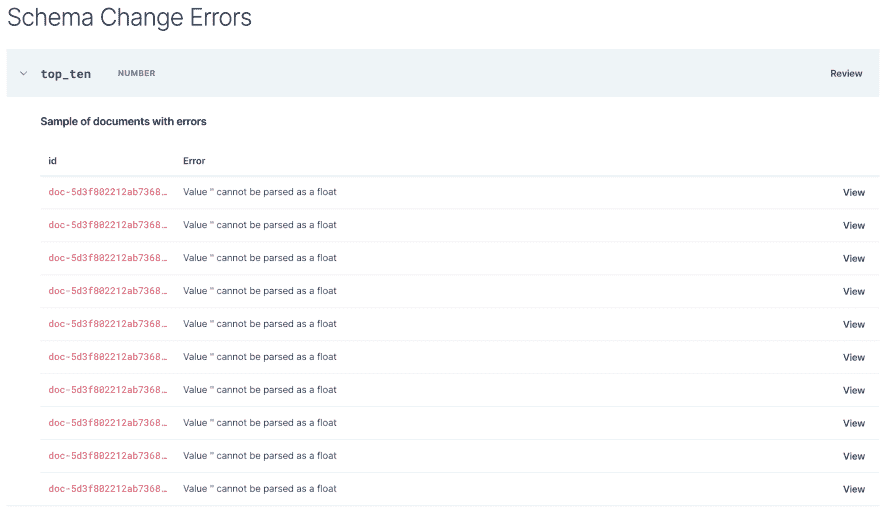 Schema Change Errors
top_ten NUMBER Review
Sample of documents with errors
id Error
doc-5d3f802212ab7368… Value '' cannot be parsed as a float View
doc-5d3f802212ab7368… Value '' cannot be parsed as a float View
doc-5d3f802212ab7368… Value '' cannot be parsed as a float View
doc-5d3f802212ab7368… Value '' cannot be parsed as a float View
doc-5d3f802212ab7368… Value '' cannot be parsed as a float View
doc-5d3f802212ab7368… Value '' cannot be parsed as a float View
doc-5d3f802212ab7368… Value '' cannot be parsed as a float View
doc-5d3f802212ab7368… Value '' cannot be parsed as a float View
doc-5d3f802212ab7368… Value '' cannot be parsed as a float View
doc-5d3f802212ab7368… Value '' cannot be parsed as a float View